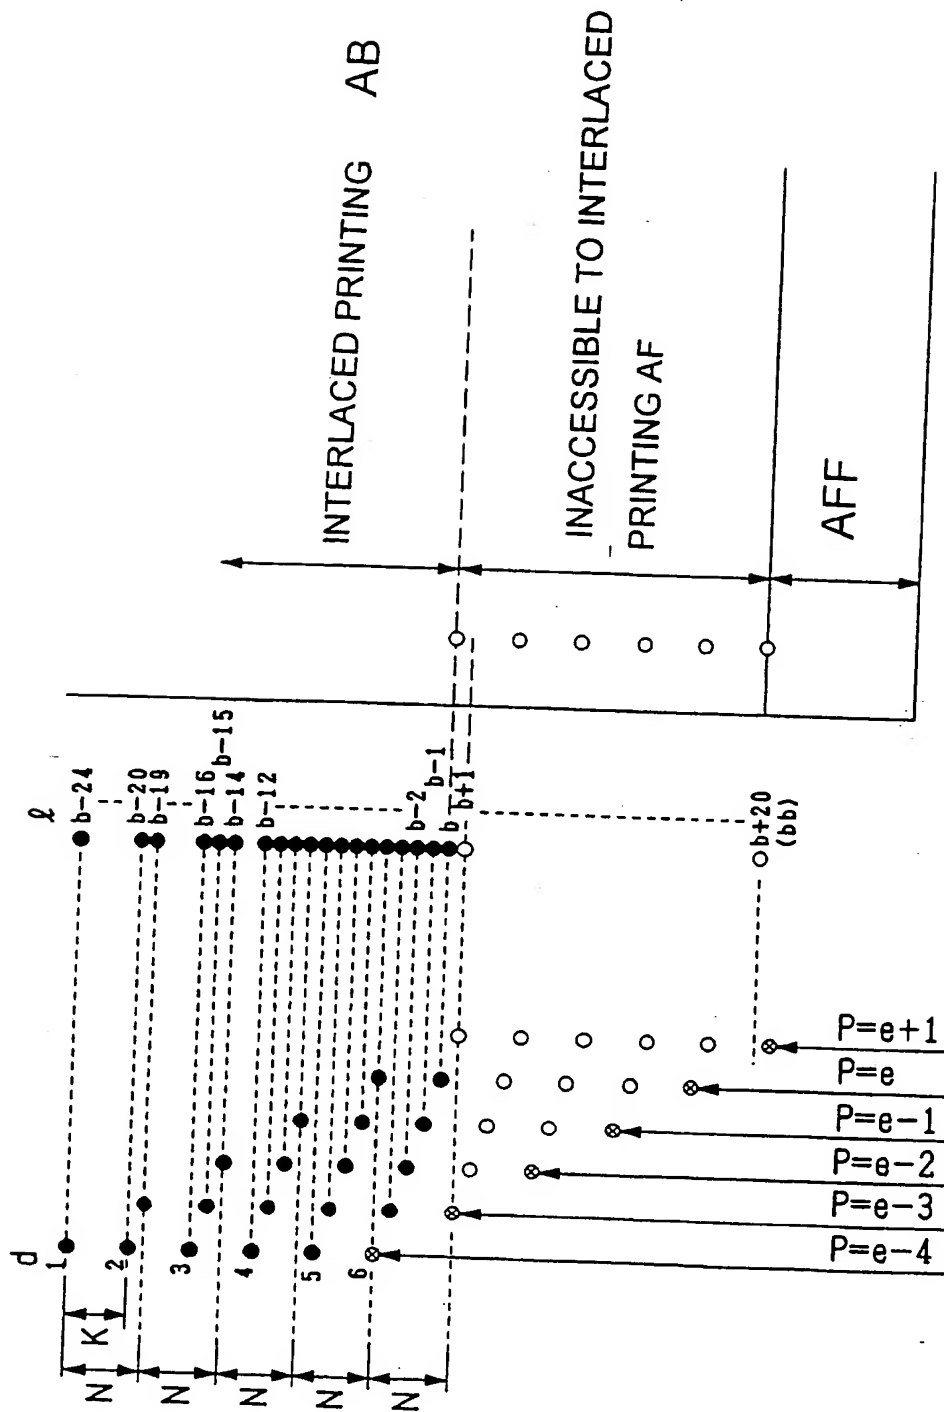 d
1
2
3
4
5
6
K
N
N
N
N
N
ℓ
b-24
b-20
b-19
b-16
b-15
b-14
b-12
b-2
b-1
b
b+1
b+20
(bb)
P=e+1
P=e
P=e-1
P=e-2
P=e-3
P=e-4
INTERLACED PRINTING AB
INACCESSIBLE TO INTERLACED
PRINTING AF
AFF